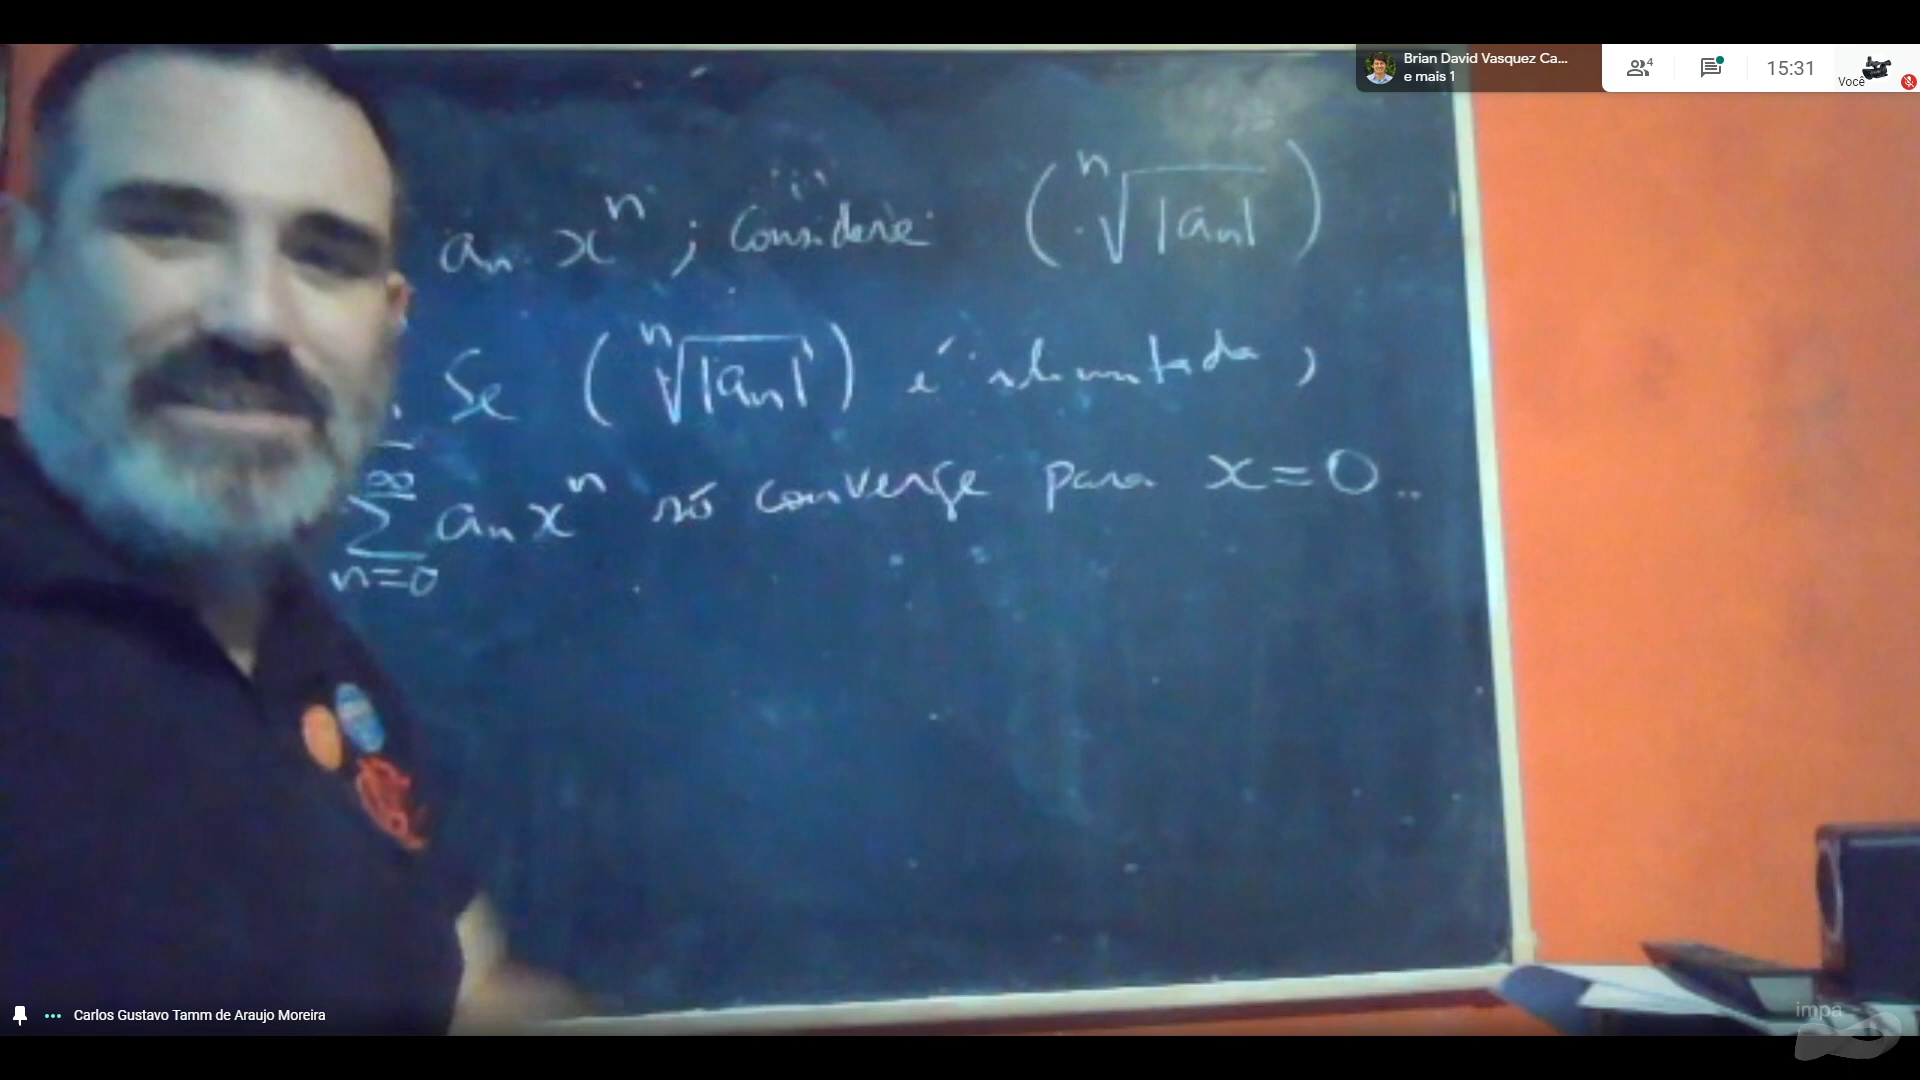 Brian David Vasquez Ca...
e mais 1
4
15:31
Você
aₙ xⁿ ; Considere (ⁿ√|aₙ|)
Se (ⁿ√|aₙ|) é ilimitada,
∞
∑ aₙ xⁿ só converge para x=0..
n=0
Carlos Gustavo Tamm de Araujo Moreira
impa